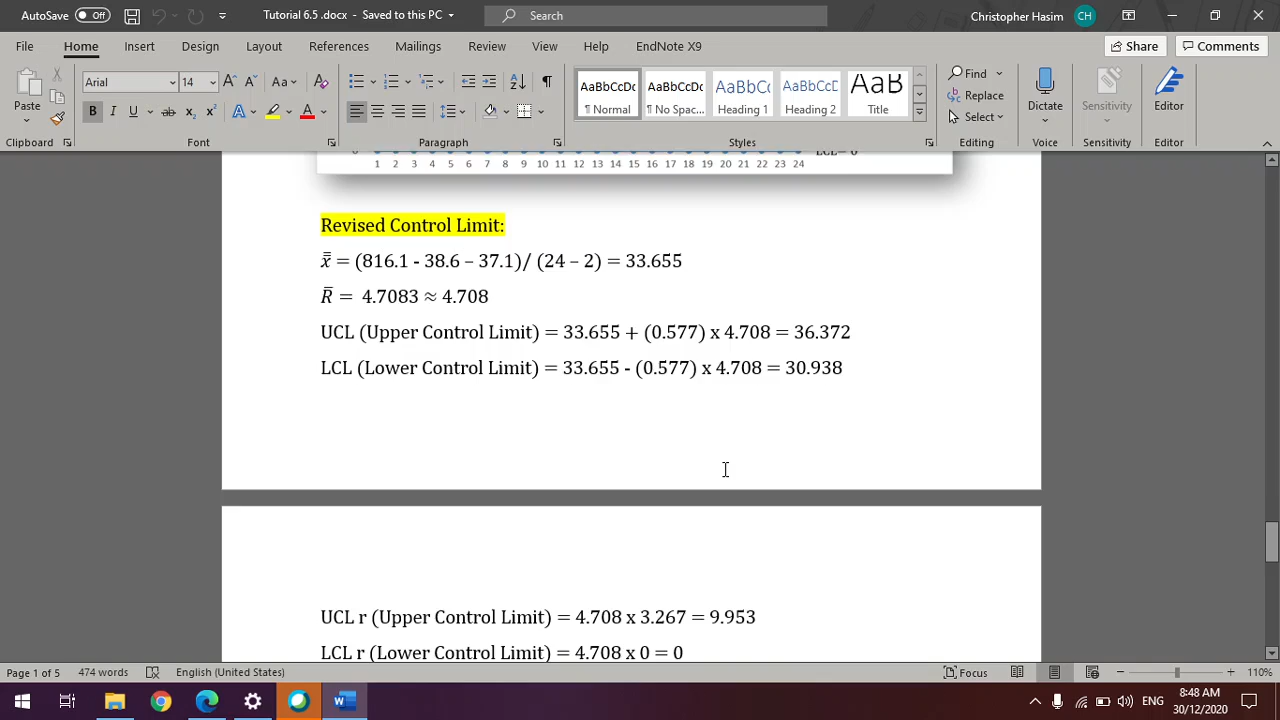 AutoSave Off Tutorial 6.5 .docx - Saved to this PC Search Christopher Hasim CH
File Home Insert Design Layout References Mailings Review View Help EndNote X9 Share Comments
Paste Arial 14 A A Aa A ¶ AaBbCcDc AaBbCcDc AaBbCc AaBbCcD AaB Find Replace Select Dictate Sensitivity Editor
B I U ab x₂ x² A A ¶ Normal ¶ No Spac... Heading 1 Heading 2 Title
Clipboard Font Paragraph Styles Editing Voice Sensitivity Editor
0 LCL= 0
1 2 3 4 5 6 7 8 9 10 11 12 13 14 15 16 17 18 19 20 21 22 23 24
Revised Control Limit:
x̿ = (816.1 - 38.6 – 37.1)/ (24 – 2) = 33.655
R̅ = 4.7083 ≈ 4.708
UCL (Upper Control Limit) = 33.655 + (0.577) x 4.708 = 36.372
LCL (Lower Control Limit) = 33.655 - (0.577) x 4.708 = 30.938
UCL r (Upper Control Limit) = 4.708 x 3.267 = 9.953
LCL r (Lower Control Limit) = 4.708 x 0 = 0
Page 1 of 5 474 words English (United States) Focus 110%
ENG 8:48 AM
30/12/2020